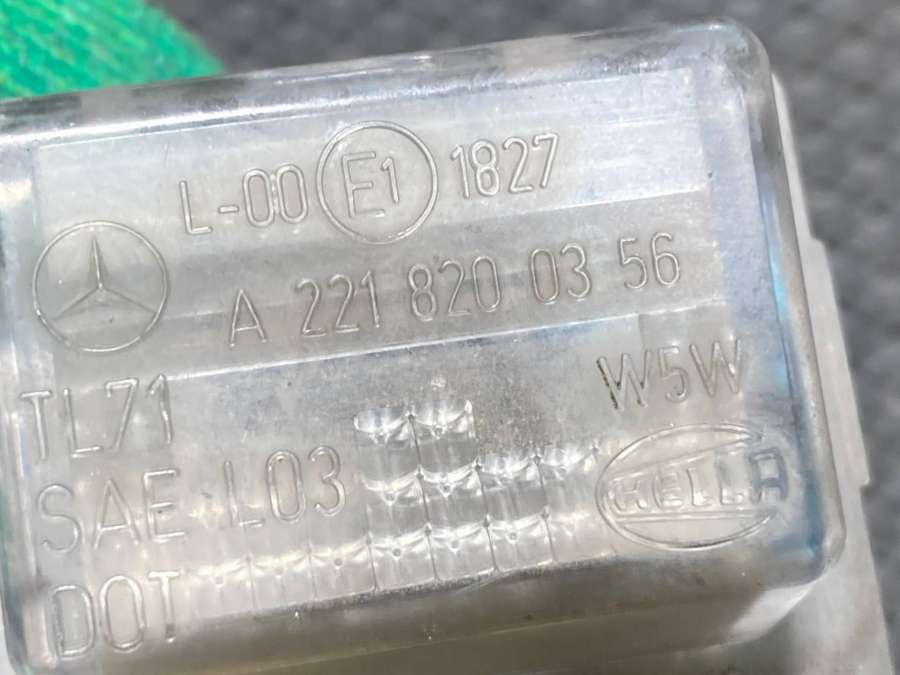 L-00 E1 1827
A 221 820 03 56
TL71
W5W
SAE L03
HELLA
DOT